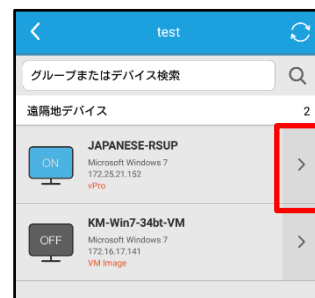 test
グループまたはデバイス検索
遠隔地デバイス 2
ON
JAPANESE-RSUP
Microsoft Windows 7
172.25.21.152
vPro
OFF
KM-Win7-34bt-VM
Microsoft Windows 7
172.16.17.141
VM Image